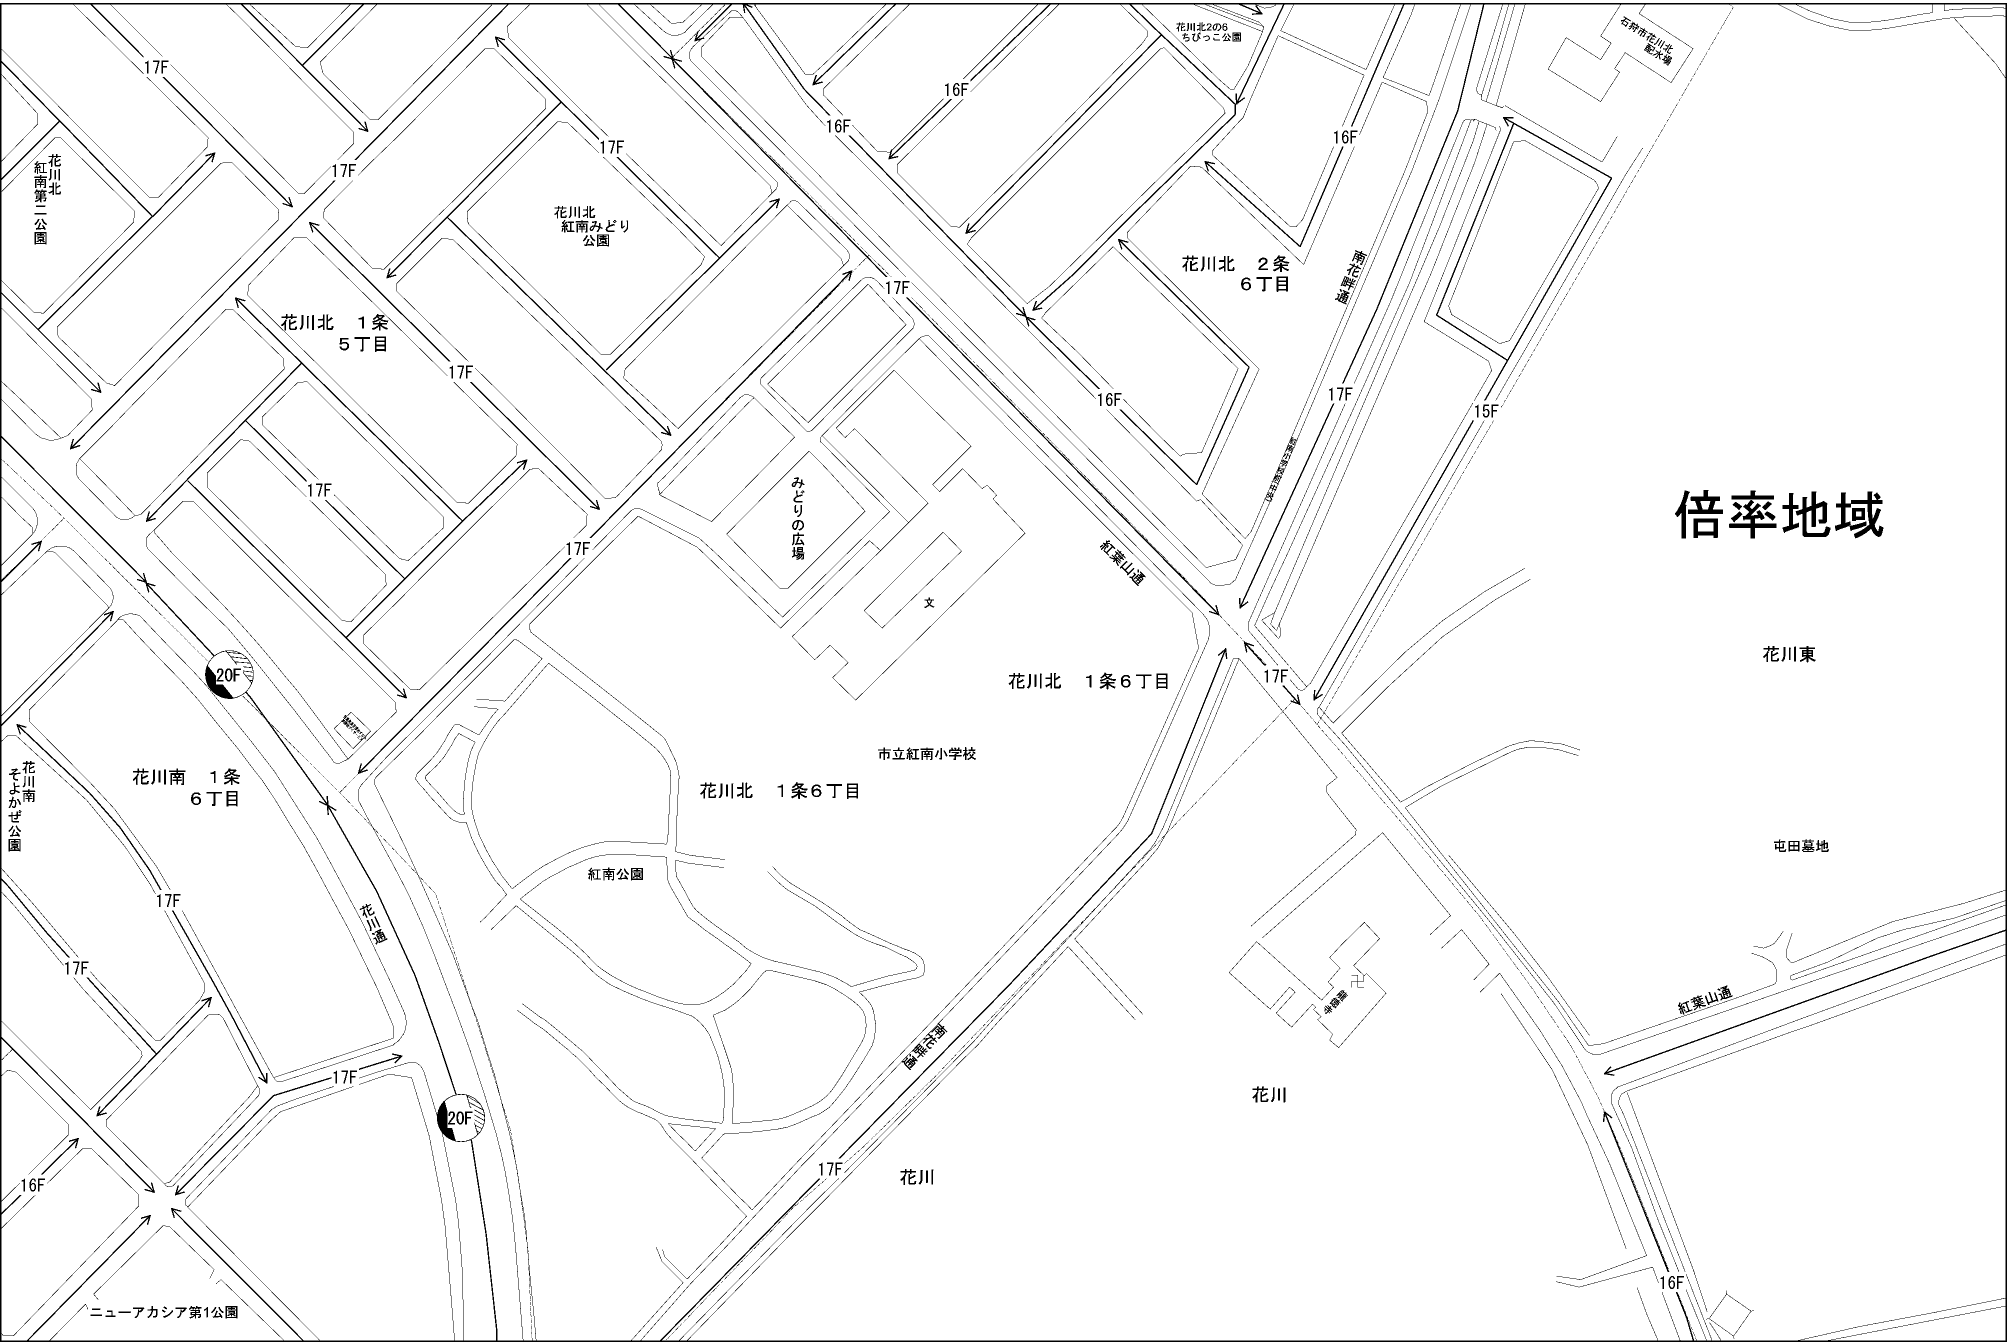 花川北2の6
ちびっこ公園
石狩市花川北
配水場
17F
16F
16F
16F
17F
17F
花川北
紅南第二公園
花川北
紅南みどり
公園
花川北 2条
6丁目
南花畔通
17F
花川北 1条
5丁目
17F
16F
17F
15F
17F
みどりの広場
倍率地域
17F
紅葉山通
文
花川東
20F
花川北 1条6丁目
17F
市立紅南小学校
花川南 1条
6丁目
花川南
そよかぜ公園
花川北 1条6丁目
屯田墓地
紅南公園
17F
花川通
17F
紅葉山通
南花畔通
17F
花川
20F
17F
花川
16F
16F
ニューアカシア第1公園